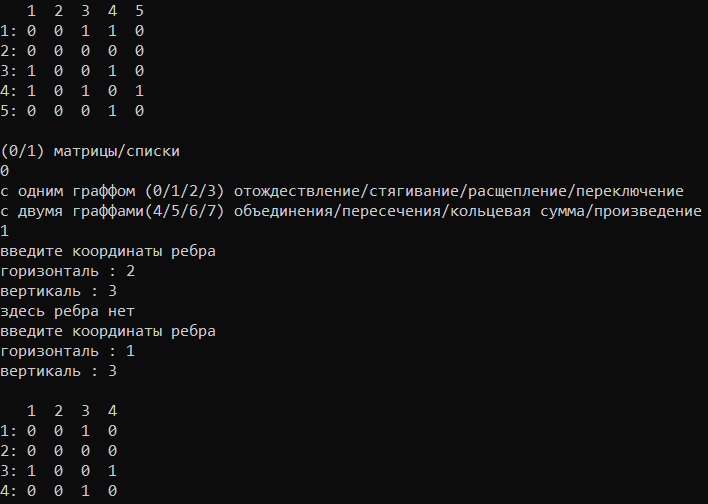 1 2 3 4 5
1: 0 0 1 1 0
2: 0 0 0 0 0
3: 1 0 0 1 0
4: 1 0 1 0 1
5: 0 0 0 1 0
(0/1) матрицы/списки
0
с одним граффом (0/1/2/3) отождествление/стягивание/расщепление/переключение
с двумя граффами(4/5/6/7) объединения/пересечения/кольцевая сумма/произведение
1
введите координаты ребра
горизонталь : 2
вертикаль : 3
здесь ребра нет
введите координаты ребра
горизонталь : 1
вертикаль : 3
1 2 3 4
1: 0 0 1 0
2: 0 0 0 0
3: 1 0 0 1
4: 0 0 1 0